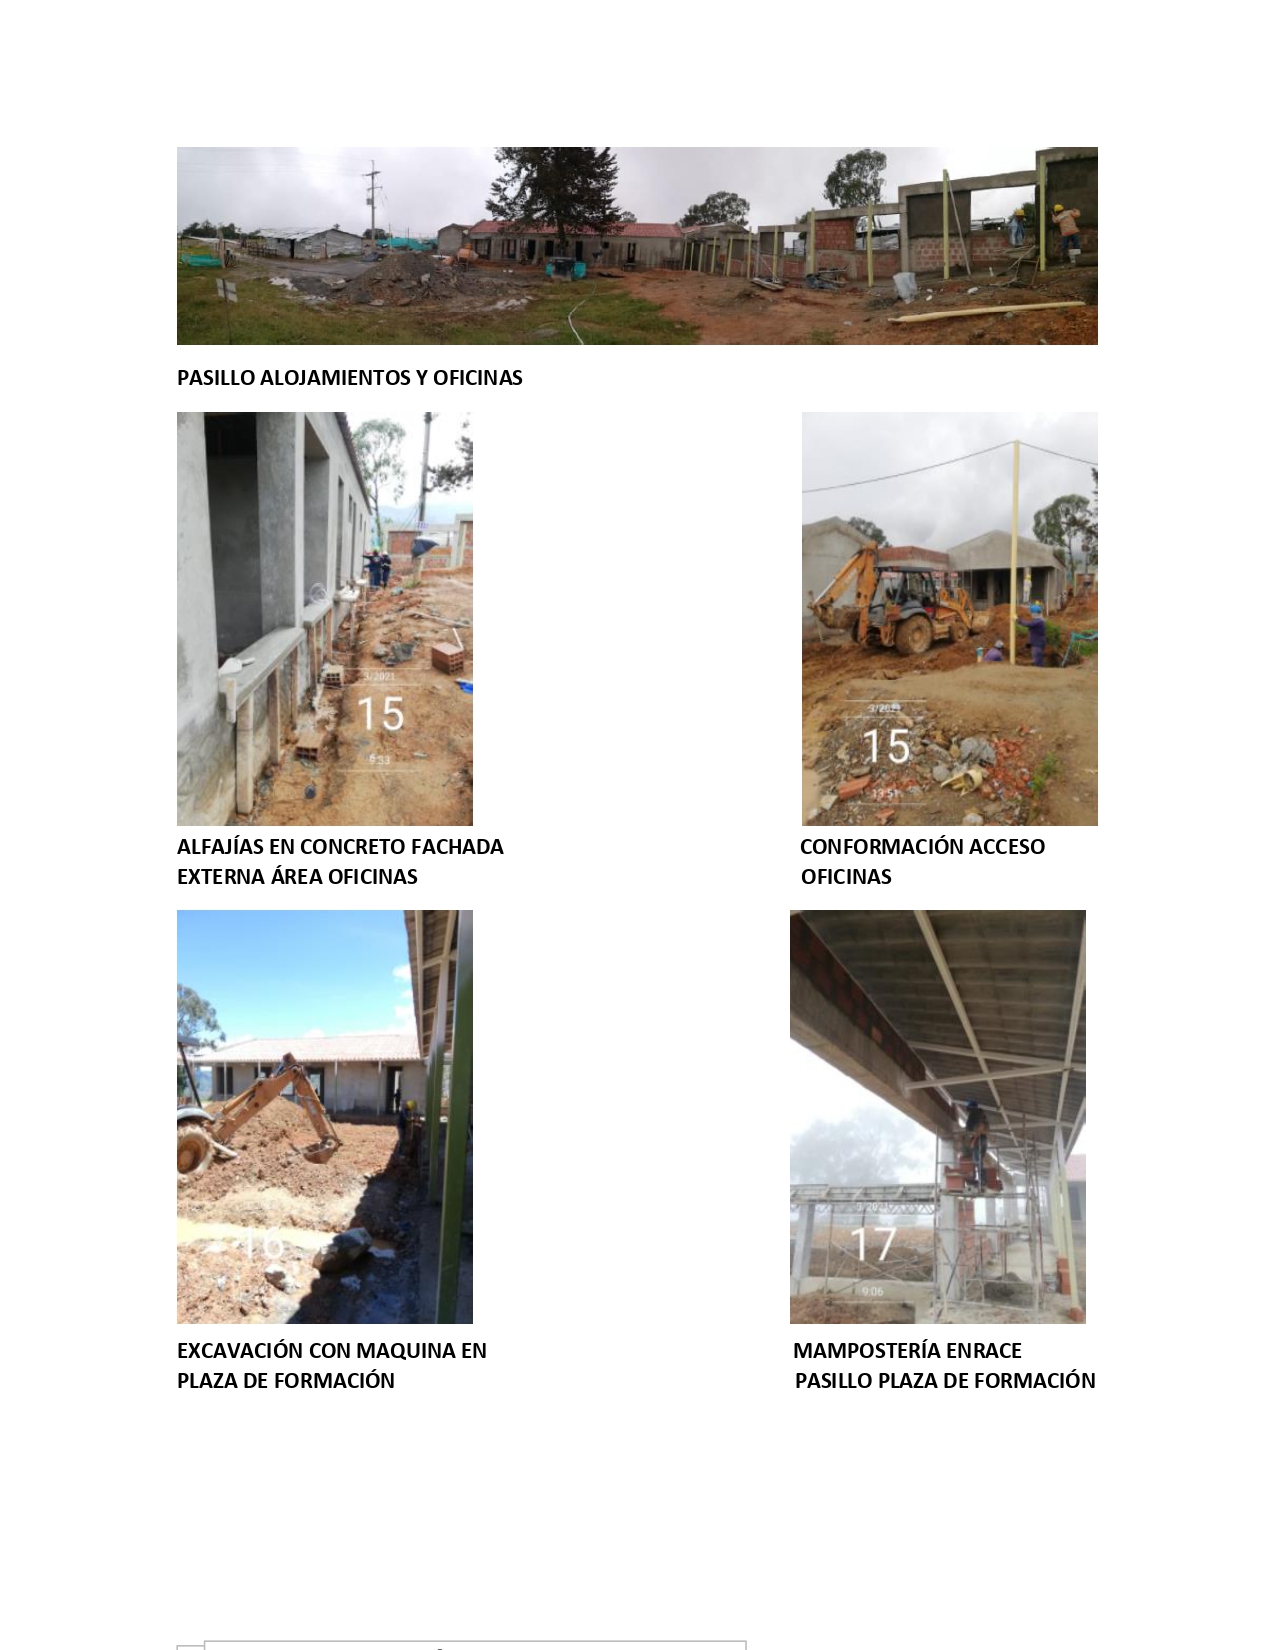 PASILLO ALOJAMIENTOS Y OFICINAS
3/2021
15
9:33
3/2021
15
13:51
ALFAJÍAS EN CONCRETO FACHADA
EXTERNA ÁREA OFICINAS
CONFORMACIÓN ACCESO
OFICINAS
16
3/2021
17
9:06
EXCAVACIÓN CON MAQUINA EN
PLAZA DE FORMACIÓN
MAMPOSTERÍA ENRACE
PASILLO PLAZA DE FORMACIÓN